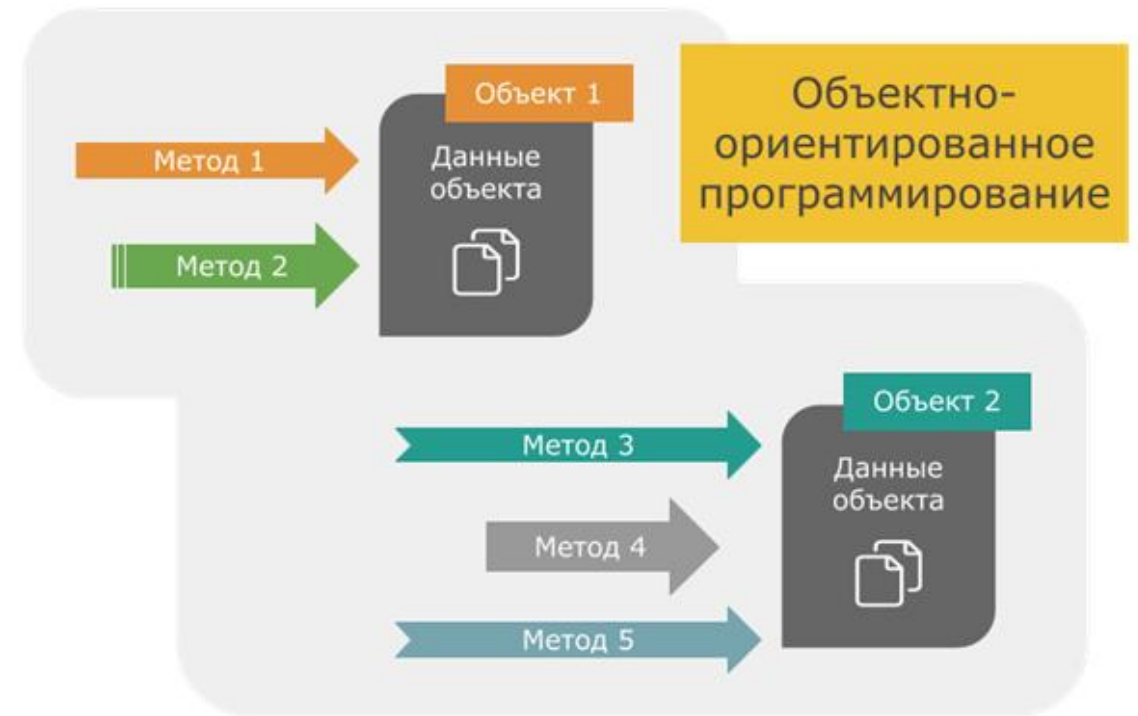 Объект 1
Объектно-
ориентированное
программирование
Метод 1
Данные
объекта
Метод 2
Объект 2
Метод 3
Данные
объекта
Метод 4
Метод 5